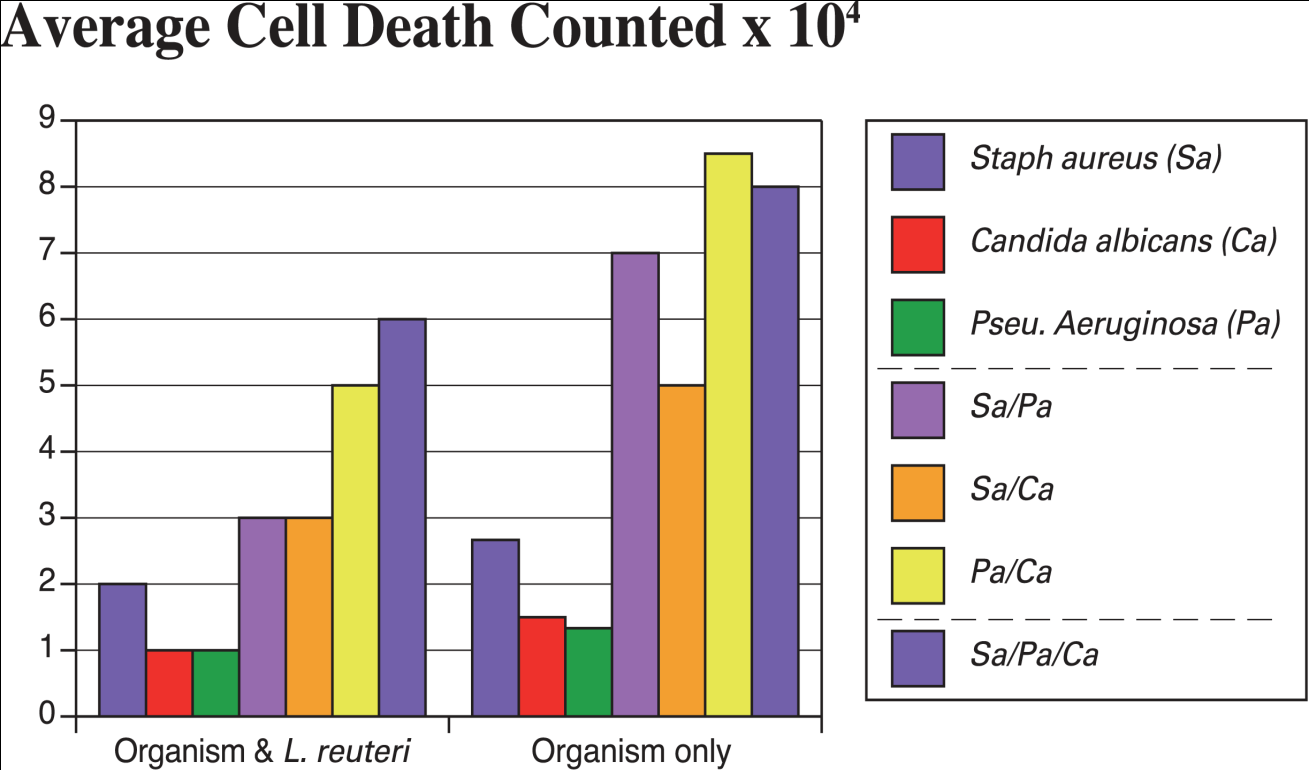 Average Cell Death Counted x 10⁴
9
8
7
6
5
4
3
2
1
0
Organism & L. reuteri
Organism only
Staph aureus (Sa)
Candida albicans (Ca)
Pseu. Aeruginosa (Pa)
Sa/Pa
Sa/Ca
Pa/Ca
Sa/Pa/Ca